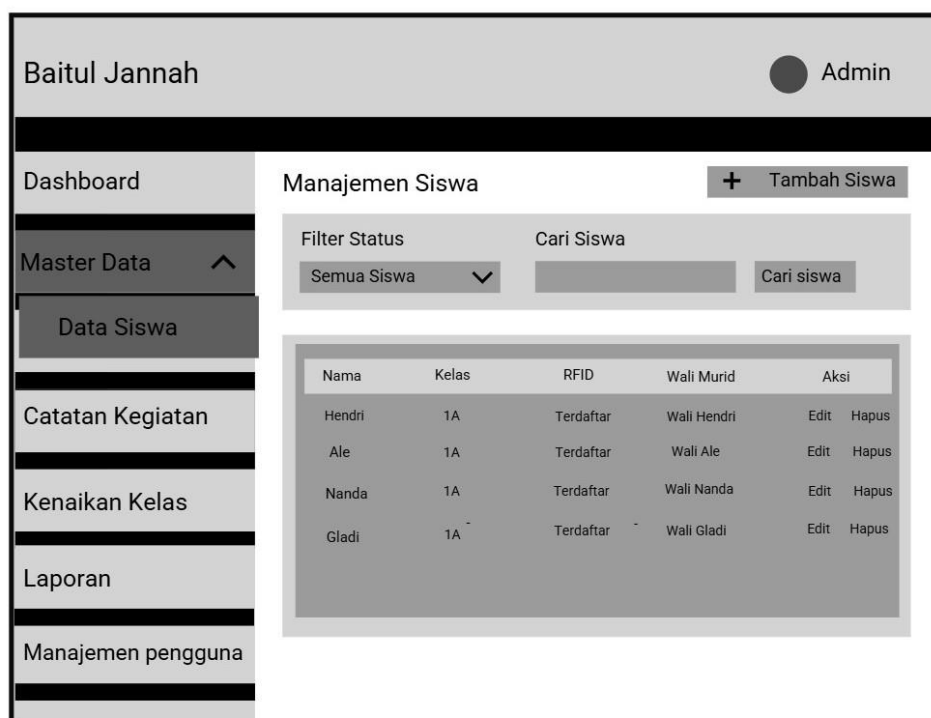 Baitul Jannah
Admin
Dashboard
Master Data
Data Siswa
Catatan Kegiatan
Kenaikan Kelas
Laporan
Manajemen pengguna
Manajemen Siswa
+ Tambah Siswa
Filter Status Cari Siswa
Semua Siswa Cari siswa
Nama Kelas RFID Wali Murid Aksi
Hendri 1A Terdaftar Wali Hendri Edit Hapus
Ale 1A Terdaftar Wali Ale Edit Hapus
Nanda 1A Terdaftar Wali Nanda Edit Hapus
Gladi 1A - Terdaftar - Wali Gladi Edit Hapus